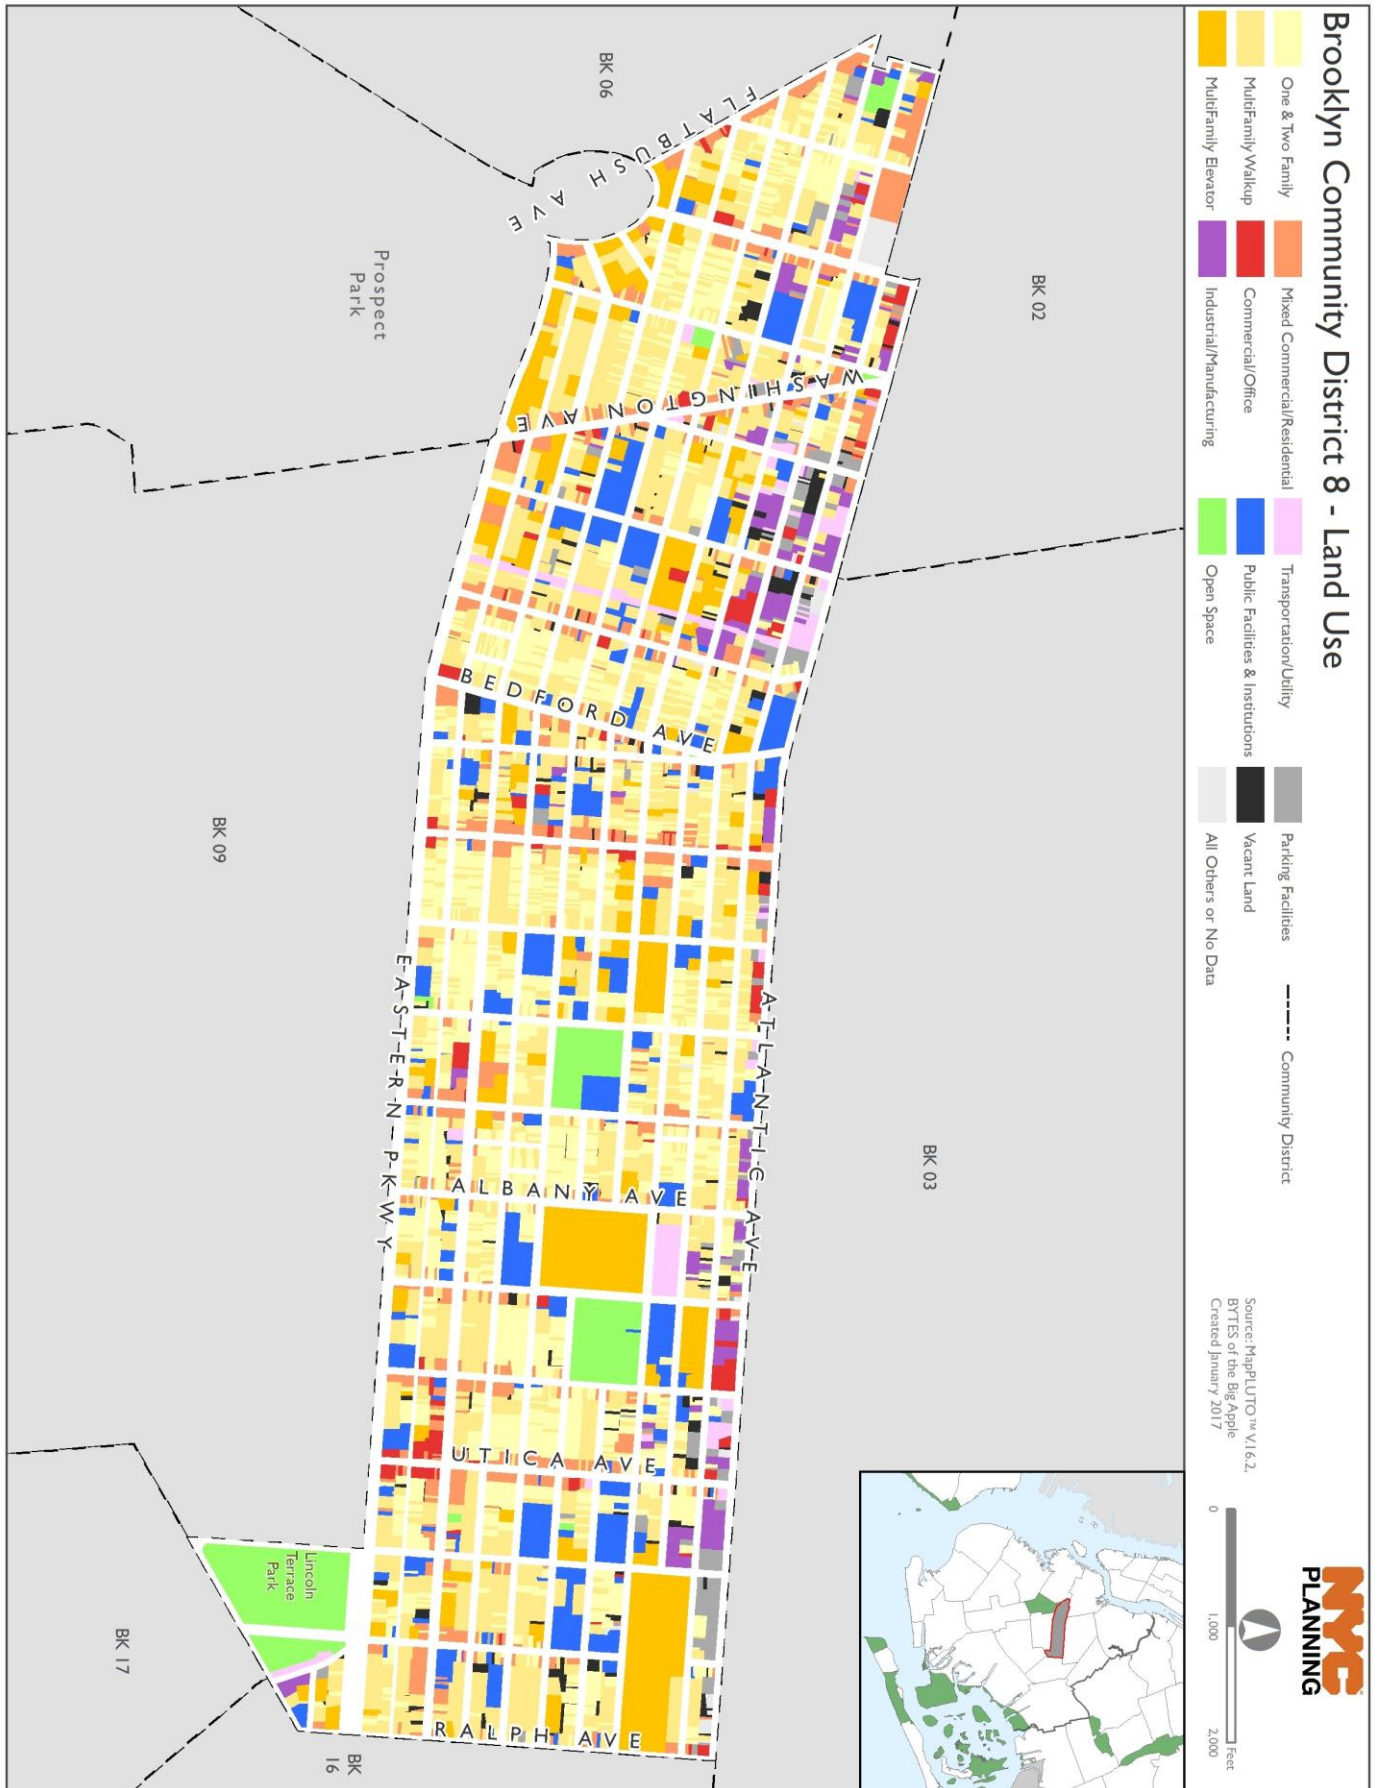 Brooklyn Community District 8 - Land Use
One & Two Family
MultiFamily Walkup
MultiFamily Elevator
Mixed Commercial/Residential
Commercial/Office
Industrial/Manufacturing
Transportation/Utility
Public Facilities & Institutions
Open Space
Parking Facilities
Vacant Land
All Others or No Data
Community District
Source: MapPLUTO™ V.16.2,
BYTES of the Big Apple
Created January 2017
NYC
PLANNING
0 1,000 2,000
Feet
BK 02
BK 03
BK 06
FLATBUSH AVE
WASHINGTON AVE
Prospect
Park
BEDFORD AVE
ATLANTIC AVE
ALBANY AVE
EASTERN PKWY
UTICA AVE
RALPH AVE
BK 09
Lincoln
Terrace
Park
BK 17
BK
16